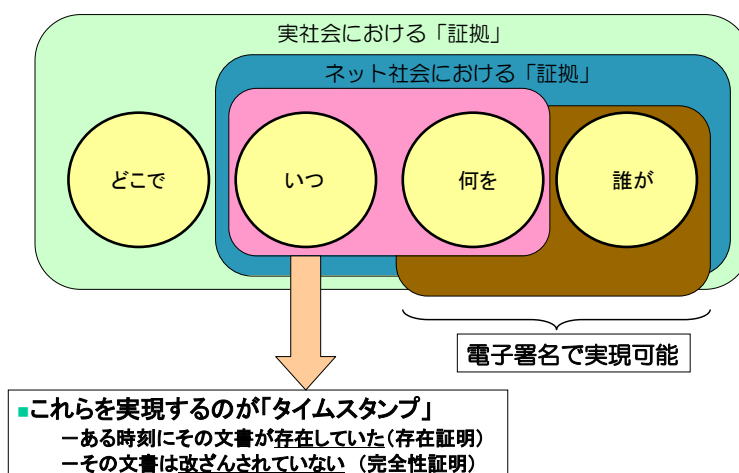 実社会における「証拠」
ネット社会における「証拠」
どこで
いつ
何を
誰が
電子署名で実現可能
■これらを実現するのが「タイムスタンプ」
－ある時刻にその文書が存在していた(存在証明)
－その文書は改ざんされていない （完全性証明）